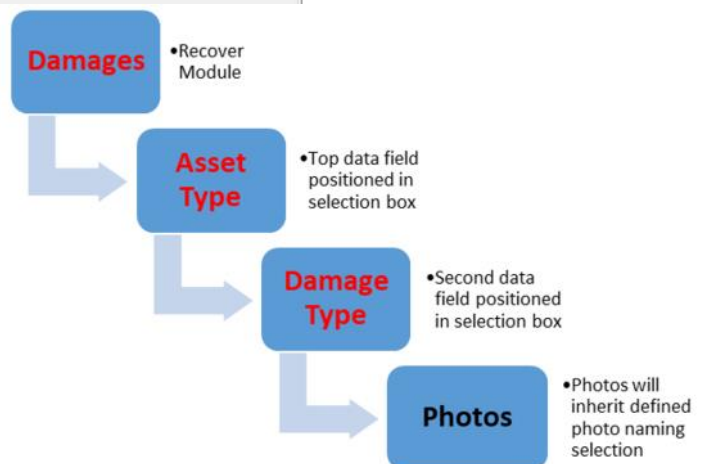 Damages
•Recover
Module
Asset
Type
•Top data field
positioned in
selection box
Damage
Type
•Second data
field positioned
in selection box
Photos
•Photos will
inherit defined
photo naming
selection